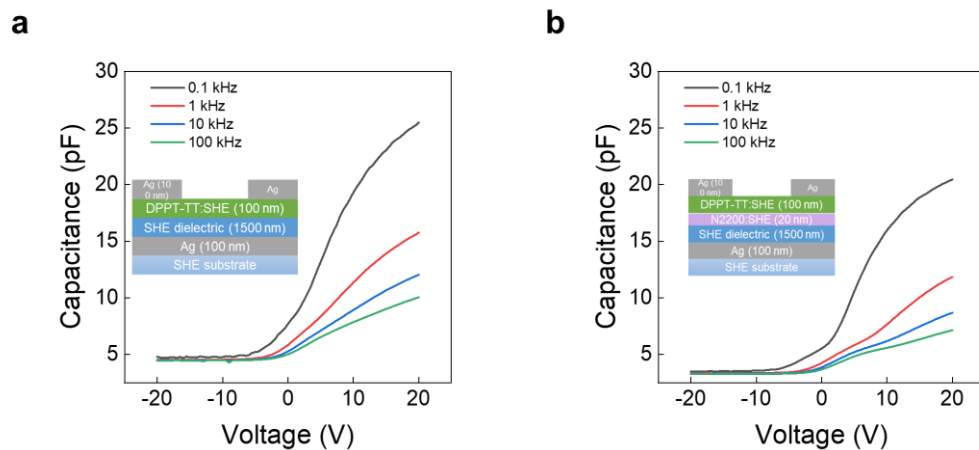 a
30
25
20
15
10
5
Capacitance (pF)
0.1 kHz
1 kHz
10 kHz
100 kHz
Ag (10
0 nm)
Ag
DPPT-TT:SHE (100 nm)
SHE dielectric (1500nm)
Ag (100 nm)
SHE substrate
-20 -10 0 10 20
Voltage (V)
b
30
25
20
15
10
5
Capacitance (pF)
0.1 kHz
1 kHz
10 kHz
100 kHz
Ag (10
0 nm)
Ag
DPPT-TT:SHE (100 nm)
N2200:SHE (20 nm)
SHE dielectric (1500nm)
Ag (100 nm)
SHE substrate
-20 -10 0 10 20
Voltage (V)